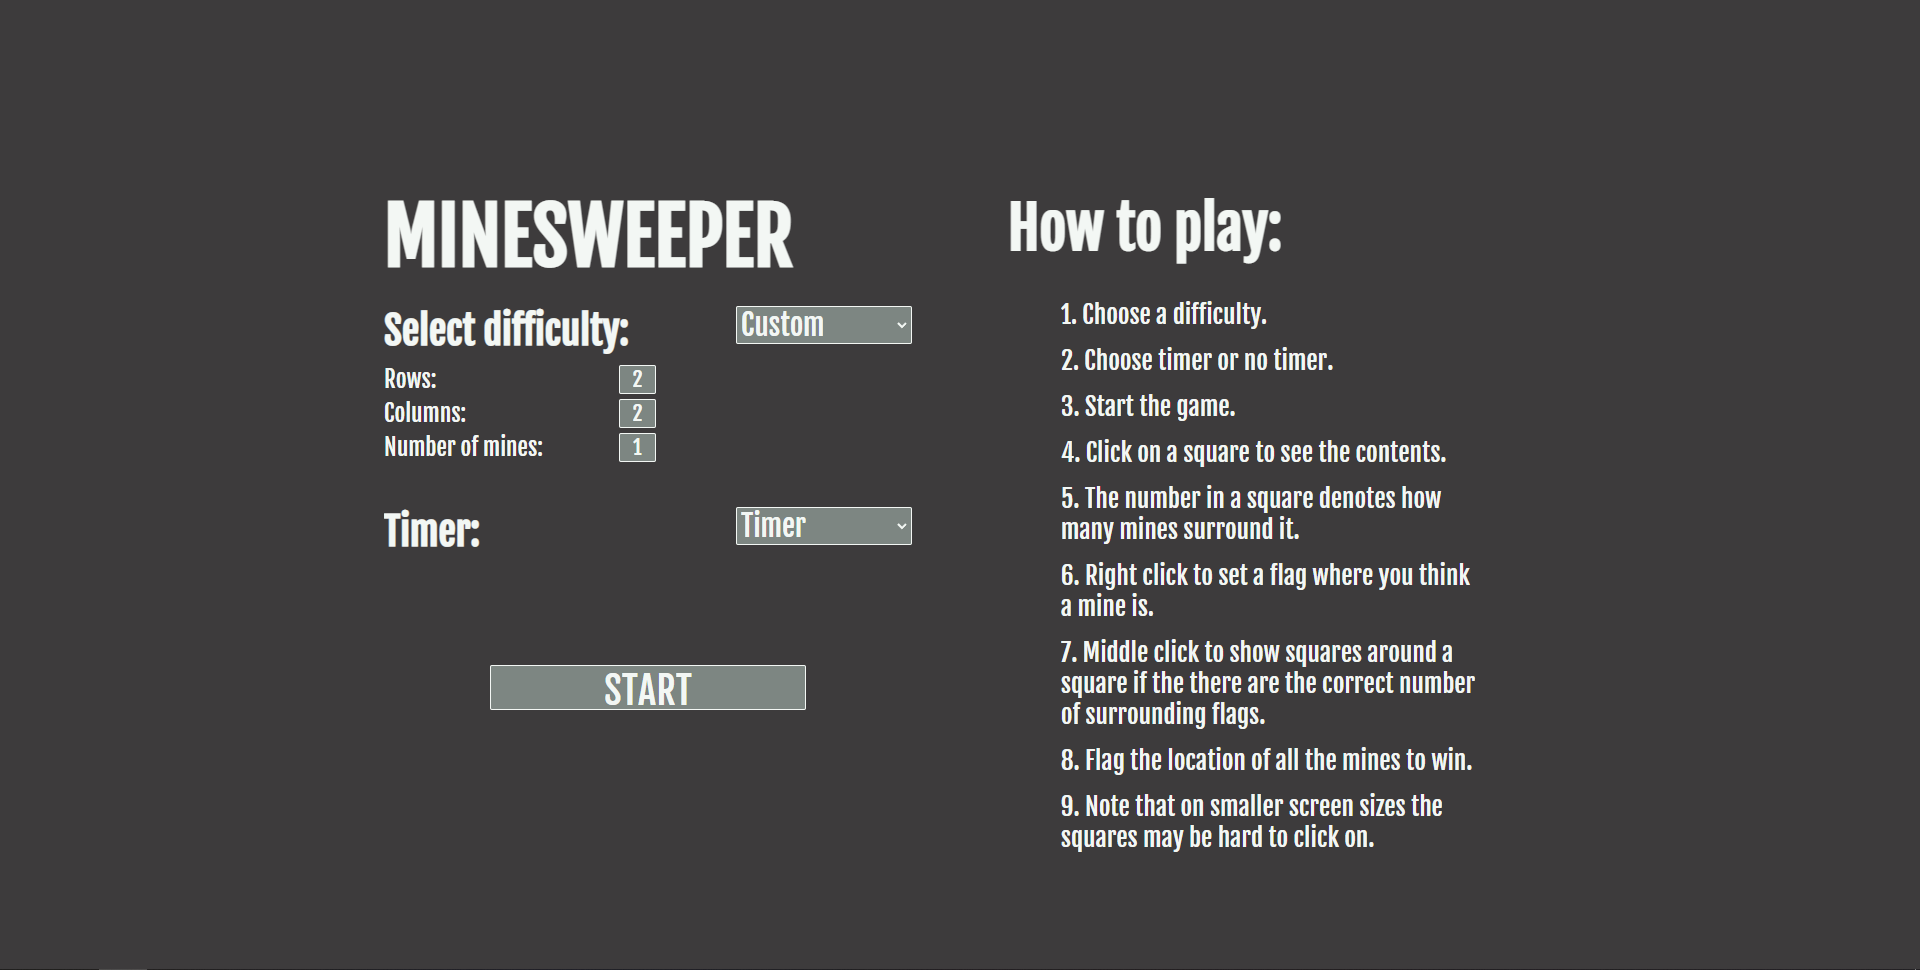 MINESWEEPER
Select difficulty:
Custom
Rows:
2
Columns:
2
Number of mines:
1
Timer:
Timer
START
How to play:
1. Choose a difficulty.
2. Choose timer or no timer.
3. Start the game.
4. Click on a square to see the contents.
5. The number in a square denotes how
many mines surround it.
6. Right click to set a flag where you think
a mine is.
7. Middle click to show squares around a
square if the there are the correct number
of surrounding flags.
8. Flag the location of all the mines to win.
9. Note that on smaller screen sizes the
squares may be hard to click on.